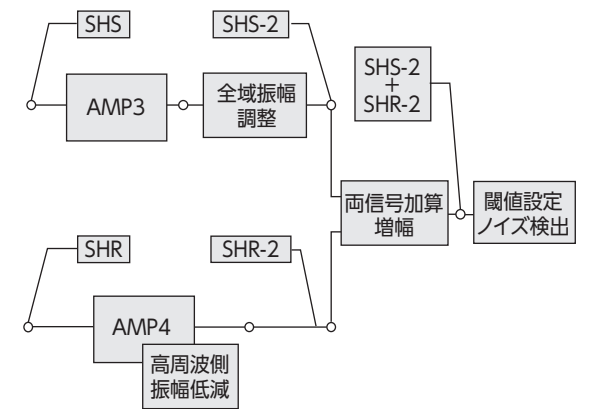 SHS
SHS-2
AMP3
全域振幅
調整
SHS-2
+
SHR-2
両信号加算
増幅
閾値設定
ノイズ検出
SHR
SHR-2
AMP4
高周波側
振幅低減